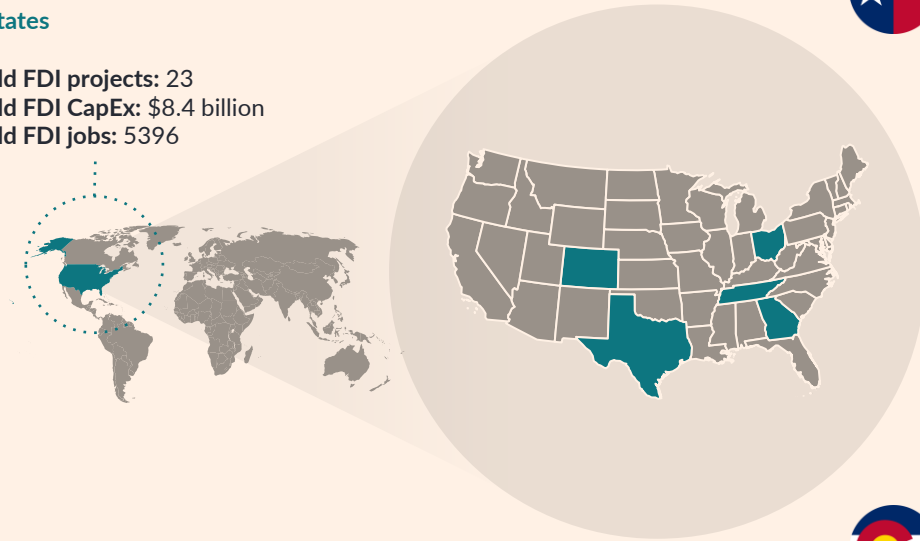 tates
ld FDI projects: 23
ld FDI CapEx: $8.4 billion
ld FDI jobs: 5396